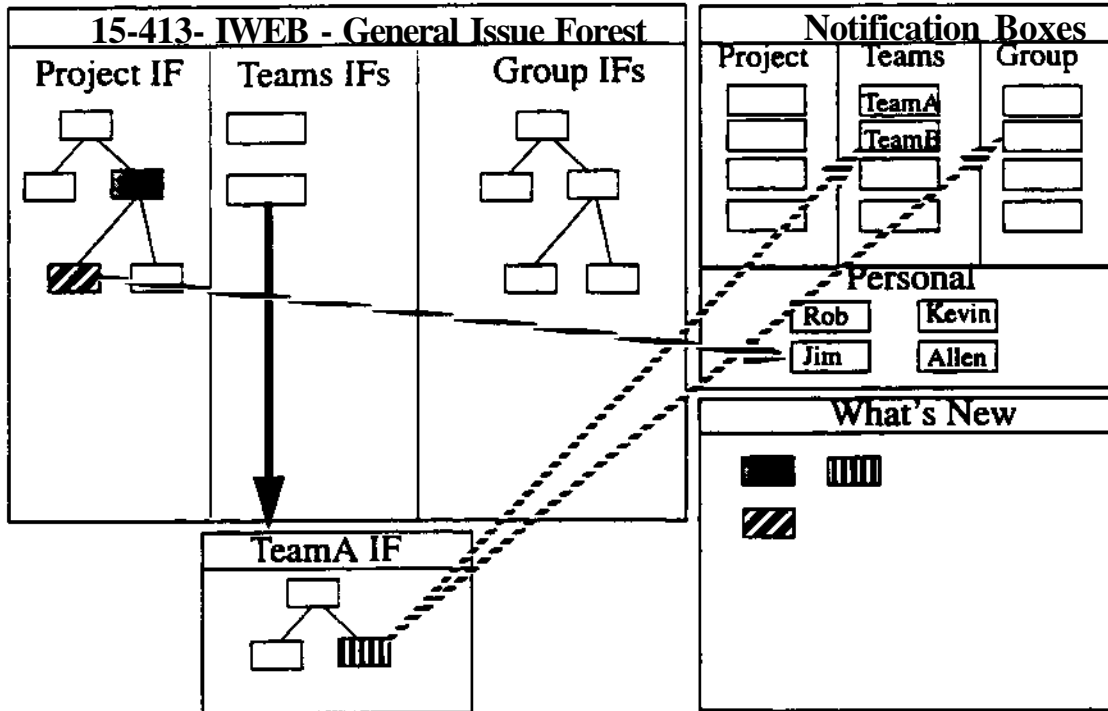 15-413- IWEB - General Issue Forest
Project IF
Teams IFs
Group IFs
Notification Boxes
Project
Teams
Group
TeamA
TeamB
Personal
Rob
Kevin
Jim
Allen
What's New
TeamA IF